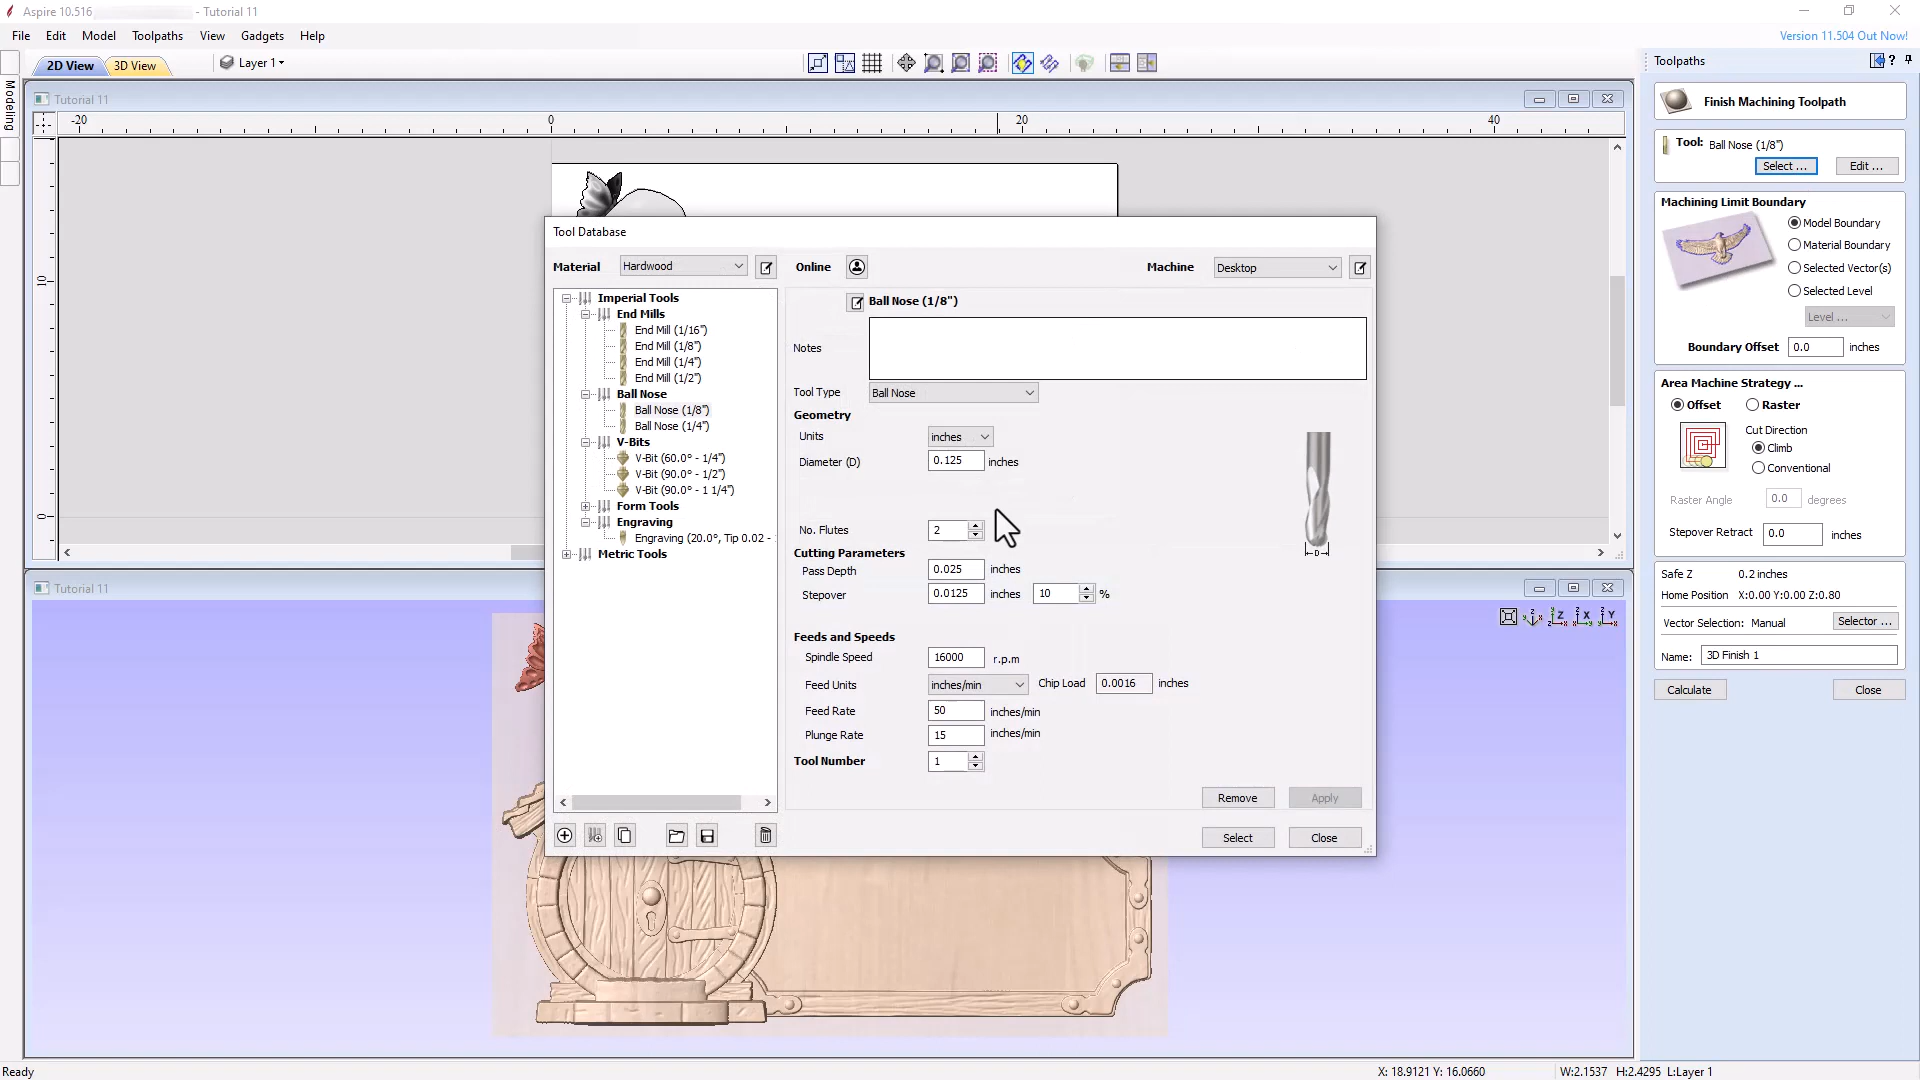 Aspire 10.516 - Tutorial 11
File Edit Model Toolpaths View Gadgets Help
Version 11.504 Out Now!
2D View 3D View Layer 1
Modeling
Tutorial 11
-20 0 20 40
10
0
Tool Database
Material Hardwood Online Machine Desktop
Imperial Tools
End Mills
End Mill (1/16")
End Mill (1/8")
End Mill (1/4")
End Mill (1/2")
Ball Nose
Ball Nose (1/8")
Ball Nose (1/4")
V-Bits
V-Bit (60.0° - 1/4")
V-Bit (90.0° - 1/2")
V-Bit (90.0° - 1 1/4")
Form Tools
Engraving
Engraving (20.0°, Tip 0.02 -
Metric Tools
Ball Nose (1/8")
Notes
Tool Type Ball Nose
Geometry
Units inches
Diameter (D) 0.125 inches
No. Flutes 2
D
Cutting Parameters
Pass Depth 0.025 inches
Stepover 0.0125 inches 10 %
Feeds and Speeds
Spindle Speed 16000 r.p.m
Feed Units inches/min Chip Load 0.0016 inches
Feed Rate 50 inches/min
Plunge Rate 15 inches/min
Tool Number 1
Remove Apply
Select Close
Tutorial 11
Toolpaths
Finish Machining Toolpath
Tool: Ball Nose (1/8")
Select ... Edit ...
Machining Limit Boundary
Model Boundary
Material Boundary
Selected Vector(s)
Selected Level
Level ...
Boundary Offset 0.0 inches
Area Machine Strategy ...
Offset Raster
Cut Direction
Climb
Conventional
Raster Angle 0.0 degrees
Stepover Retract 0.0 inches
Safe Z 0.2 inches
Home Position X:0.00 Y:0.00 Z:0.80
Vector Selection: Manual Selector ...
Name: 3D Finish 1
Calculate Close
Ready X: 18.9121 Y: 16.0660 W:2.1537 H:2.4295 L:Layer 1